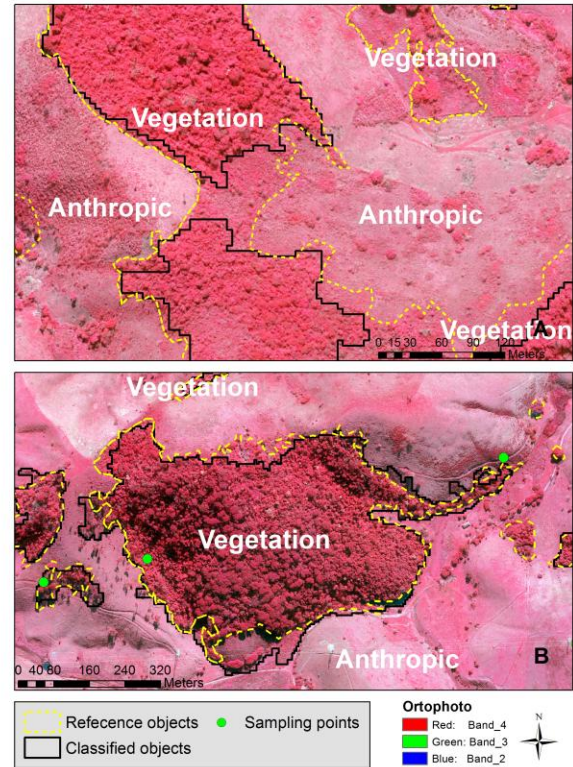 Vegetation
Vegetation
Anthropic
Anthropic
Vegetation
A
0 15 30 60 90 120
Meters
Vegetation
Vegetation
Anthropic
B
0 40 80 160 240 320
Meters
Refecence objects
Sampling points
Classified objects
Ortophoto
Red: Band_4
Green: Band_3
Blue: Band_2
N